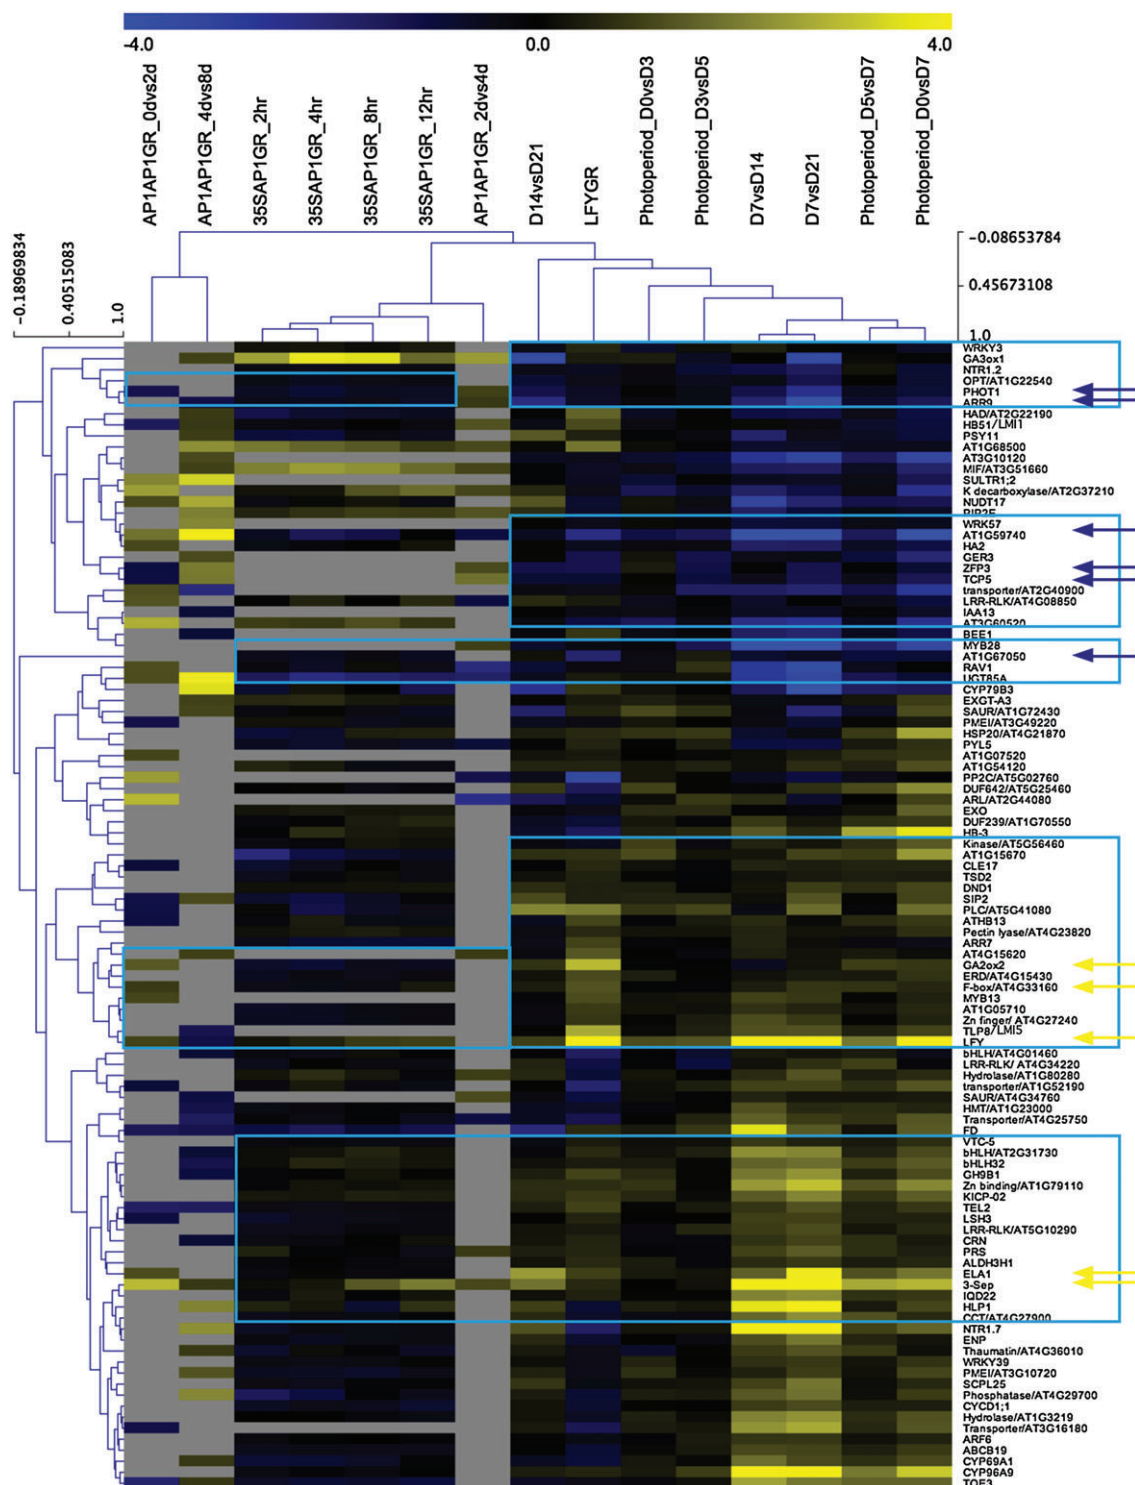 -4.0 0.0 4.0
AP1AP1GR_0dvs2d
AP1AP1GR_4dvs8d
35SAP1GR_2hr
35SAP1GR_4hr
35SAP1GR_8hr
35SAP1GR_12hr
AP1AP1GR_2dvs4d
D14vsD21
LFYGR
Photoperiod_D0vsD3
Photoperiod_D3vsD5
D7vsD14
D7vsD21
Photoperiod_D5vsD7
Photoperiod_D0vsD7
-0.18969834
0.40515083
1.0
-0.08653784
0.45673108
1.0
WRKY3
GA3ox1
NTR1.2
OPT/AT1G22540
PHOT1
ARR9
HAD/AT2G22190
HB51/LMI1
PSY11
AT1G68500
AT3G10120
MIF/AT3G51660
SULTR1;2
K decarboxylase/AT2G37210
NUDT17
PIP2E
WRK57
AT1G59740
HA2
GER3
ZFP3
TCP5
transporter/AT2G40900
LRR-RLK/AT4G08850
IAA13
AT3G60520
BEE1
MYB28
AT1G67050
RAV1
UGT85A
CYP79B3
EXGT-A3
SAUR/AT1G72430
PMEI/AT3G49220
HSP20/AT4G21870
PYL5
AT1G07520
AT1G54120
PP2C/AT5G02760
DUF642/AT5G25460
ARL/AT2G44080
EXO
DUF239/AT1G70550
HB-3
Kinase/AT5G56460
AT1G15670
CLE17
TSD2
DND1
SIP2
PLC/AT5G41080
ATHB13
Pectin lyase/AT4G23820
ARR7
AT4G15620
GA2ox2
ERD/AT4G15430
F-box/AT4G33160
MYB13
AT1G05710
Zn finger/ AT4G27240
TLP8/LMI5
LFY
bHLH/AT4G01460
LRR-RLK/ AT4G34220
Hydrolase/AT1G80280
transporter/AT1G52190
SAUR/AT4G34760
HMT/AT1G23000
Transporter/AT4G25750
FD
VTC-5
bHLH/AT2G31730
bHLH32
GH9B1
Zn binding/AT1G79110
KICP-02
TEL2
LSH3
LRR-RLK/AT5G10290
CRN
PRS
ALDH3H1
ELA1
3-Sep
IQD22
HLP1
CCT/AT4G27900
NTR1.7
ENP
Thaumatin/AT4G36010
WRKY39
PMEI/AT3G10720
SCPL25
Phosphatase/AT4G29700
CYCD1;1
Hydrolase/AT1G3219
Transporter/AT3G16180
ARF6
ABCB19
CYP69A1
CYP96A9
TOE3